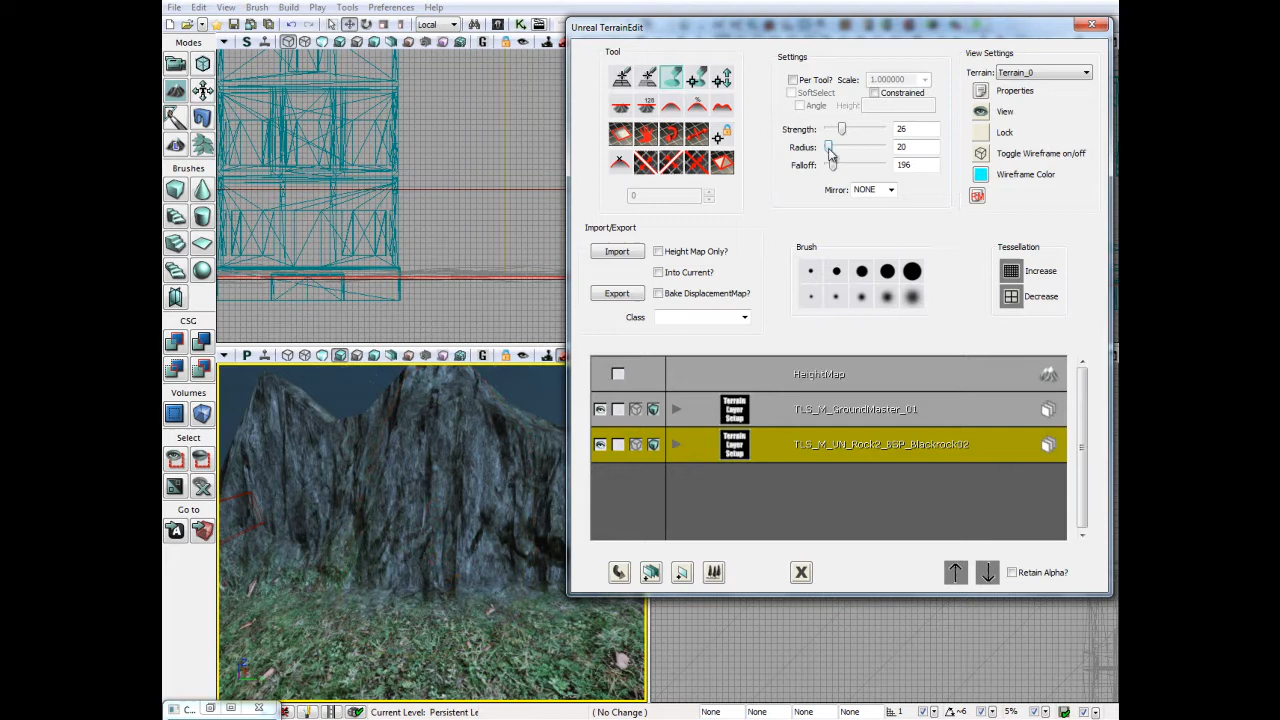 File Edit View Brush Build Play Tools Preferences Help
Local
Modes
Brushes
CSG
Volumes
Select
Go to
S
G
P
G
Unreal TerrainEdit
Tool
0
Settings
Per Tool? Scale: 1.000000
SoftSelect Constrained
Angle Height
Strength: 26
Radius: 20
Falloff: 196
Mirror: NONE
View Settings
Terrain: Terrain_0
Properties
View
Lock
Toggle Wireframe on/off
Wireframe Color
Import/Export
Import Height Map Only?
Into Current?
Export Bake DisplacementMap?
Class
Brush
Tessellation
Increase
Decrease
HeightMap
Terrain Layer Setup TLS_M_GroundMaster_01
Terrain Layer Setup TLS_M_UN_Rock2_BSP_Blackrock02
X
Retain Alpha?
C...
Current Level: Persistent Le
( No Change )
None None None None
1
~6
5%